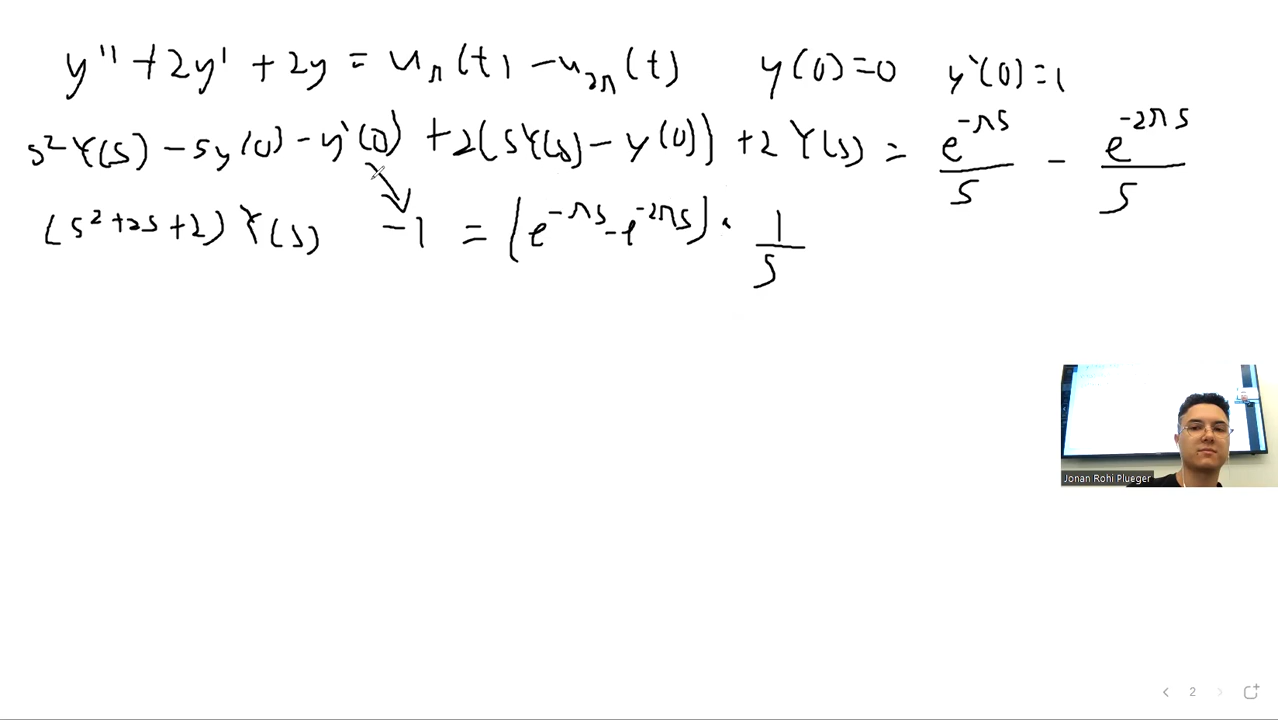 y'' + 2y' + 2y = u_π(t) - u_2π(t) y(0)=0 y'(0)=1
s²Y(s) - sy(0) - y'(0) + 2(sY(s) - y(0)) + 2Y(s) = e^{-πs}/s - e^{-2πs}/s
(s²+2s+2)Y(s) -1 = (e^{-πs} - e^{-2πs}) · 1/s
Jonan Rohi Plueger
2